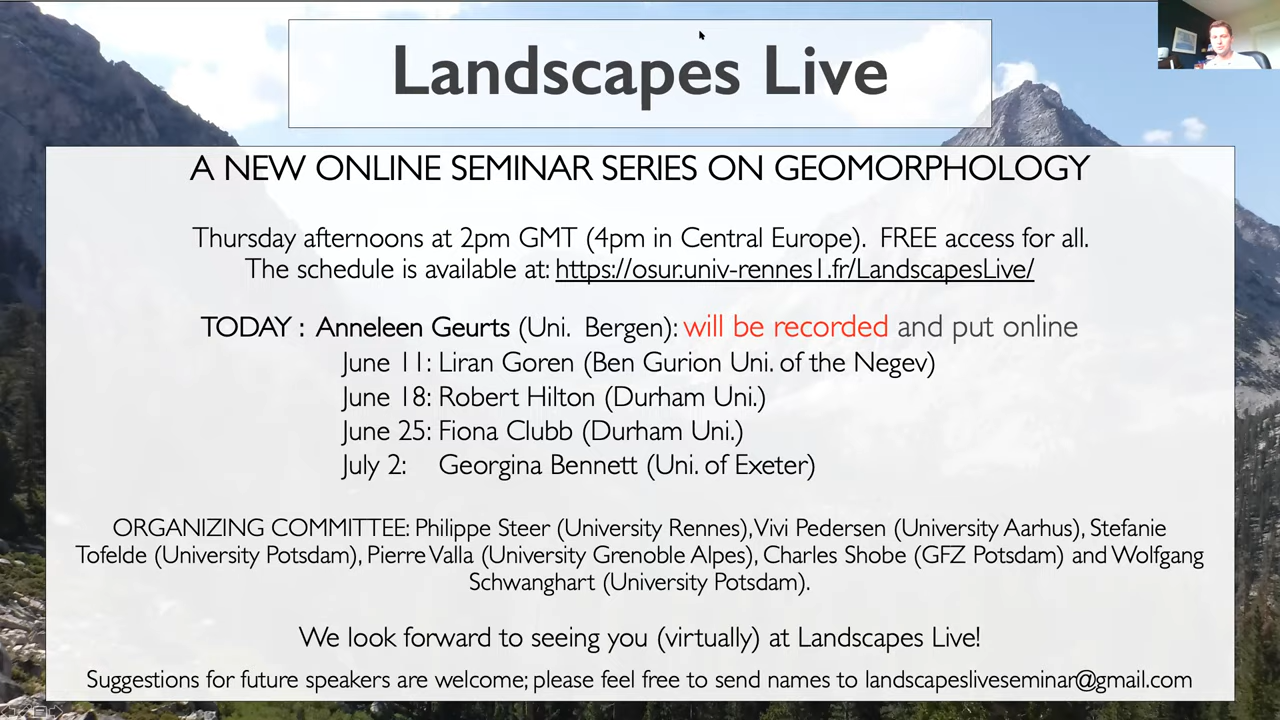 Landscapes Live
A NEW ONLINE SEMINAR SERIES ON GEOMORPHOLOGY
Thursday afternoons at 2pm GMT (4pm in Central Europe). FREE access for all.
The schedule is available at: https://osur.univ-rennes1.fr/LandscapesLive/
TODAY : Anneleen Geurts (Uni. Bergen): will be recorded and put online
June 11: Liran Goren (Ben Gurion Uni. of the Negev)
June 18: Robert Hilton (Durham Uni.)
June 25: Fiona Clubb (Durham Uni.)
July 2: Georgina Bennett (Uni. of Exeter)
ORGANIZING COMMITTEE: Philippe Steer (University Rennes), Vivi Pedersen (University Aarhus), Stefanie
Tofelde (University Potsdam), Pierre Valla (University Grenoble Alpes), Charles Shobe (GFZ Potsdam) and Wolfgang
Schwanghart (University Potsdam).
We look forward to seeing you (virtually) at Landscapes Live!
Suggestions for future speakers are welcome; please feel free to send names to landscapesliveseminar@gmail.com